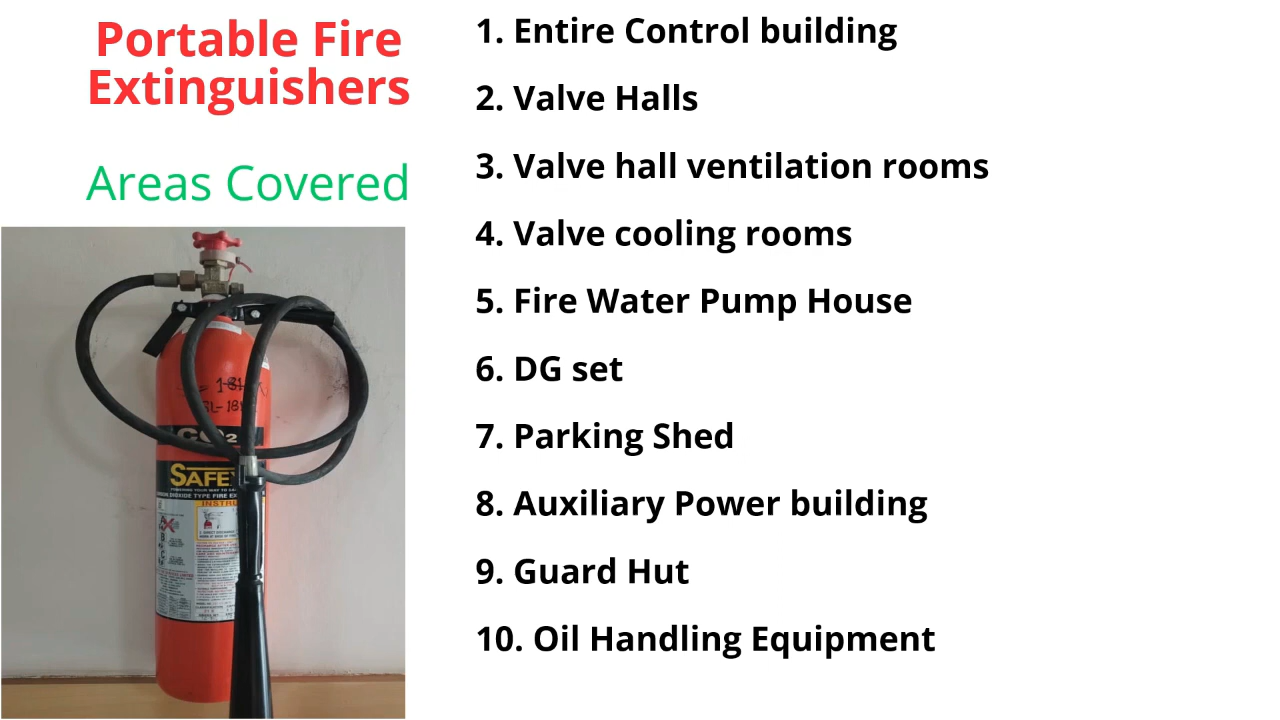 Portable Fire
Extinguishers
Areas Covered
1. Entire Control building
2. Valve Halls
3. Valve hall ventilation rooms
4. Valve cooling rooms
5. Fire Water Pump House
6. DG set
7. Parking Shed
8. Auxiliary Power building
9. Guard Hut
10. Oil Handling Equipment
CO2
SAFE